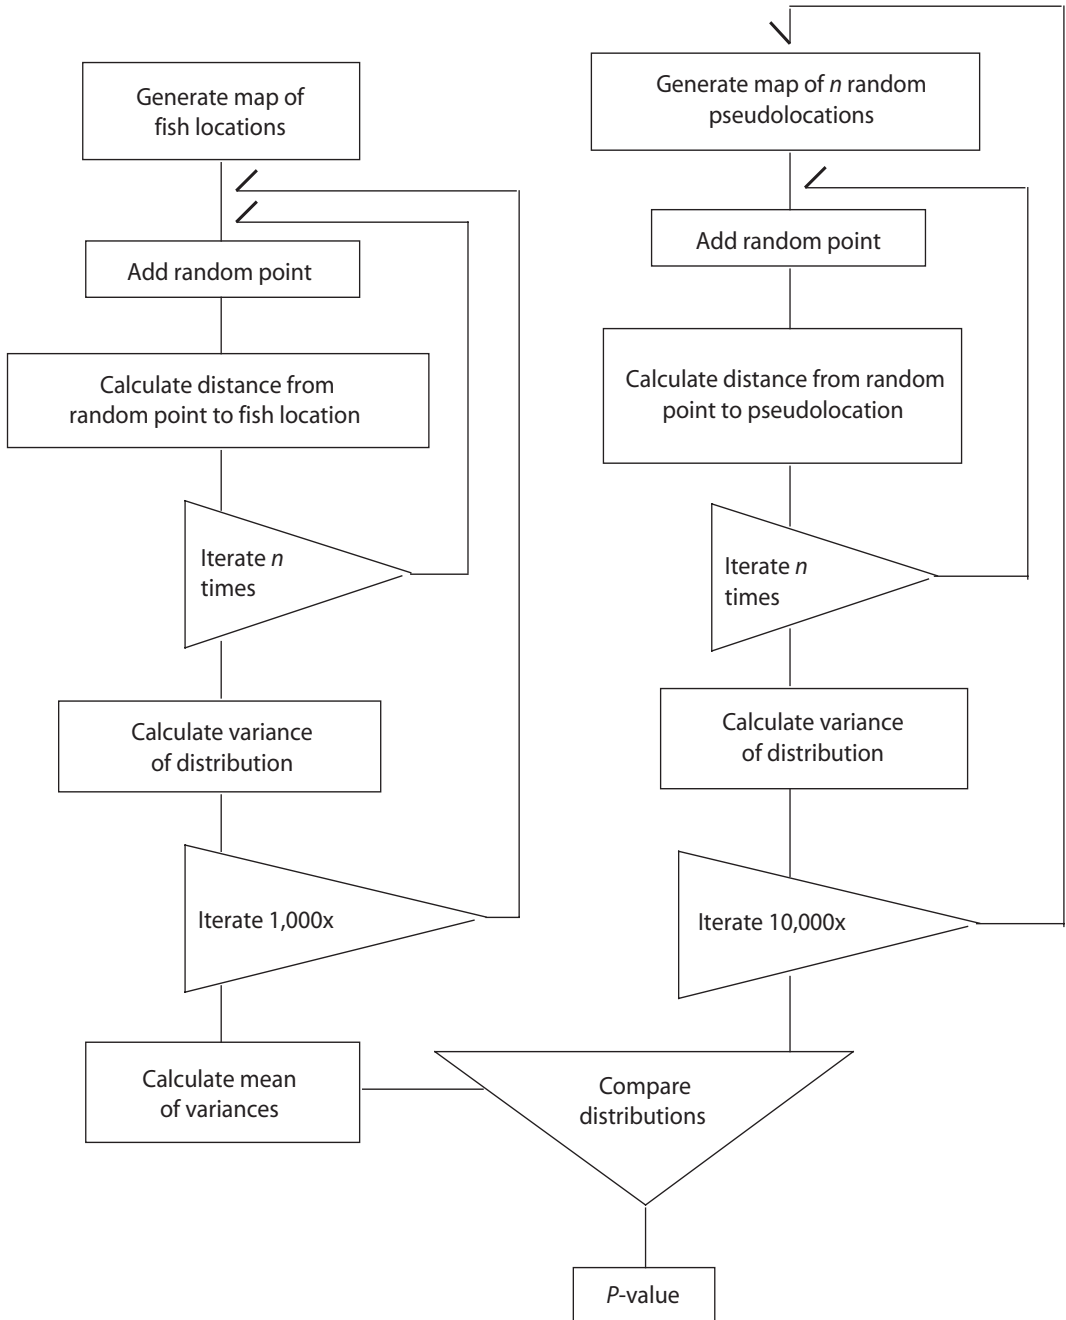 Generate map of
fish locations
Add random point
Calculate distance from
random point to fish location
Iterate n
times
Calculate variance
of distribution
Iterate 1,000x
Calculate mean
of variances
Generate map of n random
pseudolocations
Add random point
Calculate distance from random
point to pseudolocation
Iterate n
times
Calculate variance
of distribution
Iterate 10,000x
Compare
distributions
P-value